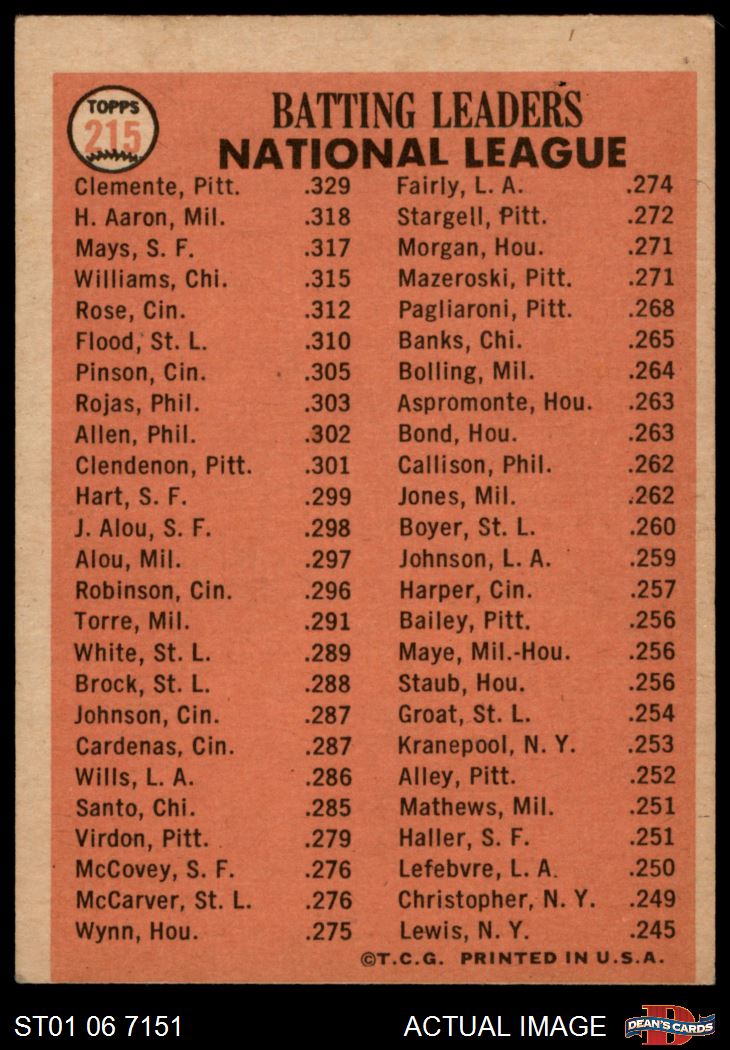 TOPPS
215
BATTING LEADERS
NATIONAL LEAGUE
Clemente, Pitt. .329
H. Aaron, Mil. .318
Mays, S. F. .317
Williams, Chi. .315
Rose, Cin. .312
Flood, St. L. .310
Pinson, Cin. .305
Rojas, Phil. .303
Allen, Phil. .302
Clendenon, Pitt. .301
Hart, S. F. .299
J. Alou, S. F. .298
Alou, Mil. .297
Robinson, Cin. .296
Torre, Mil. .291
White, St. L. .289
Brock, St. L. .288
Johnson, Cin. .287
Cardenas, Cin. .287
Wills, L. A. .286
Santo, Chi. .285
Virdon, Pitt. .279
McCovey, S. F. .276
McCarver, St. L. .276
Wynn, Hou. .275
Fairly, L. A. .274
Stargell, Pitt. .272
Morgan, Hou. .271
Mazeroski, Pitt. .271
Pagliaroni, Pitt. .268
Banks, Chi. .265
Bolling, Mil. .264
Aspromonte, Hou. .263
Bond, Hou. .263
Callison, Phil. .262
Jones, Mil. .262
Boyer, St. L. .260
Johnson, L. A. .259
Harper, Cin. .257
Bailey, Pitt. .256
Maye, Mil.-Hou. .256
Staub, Hou. .256
Groat, St. L. .254
Kranepool, N. Y. .253
Alley, Pitt. .252
Mathews, Mil. .251
Haller, S. F. .251
Lefebvre, L. A. .250
Christopher, N. Y. .249
Lewis, N. Y. .245
©T.C.G. PRINTED IN U.S.A.
ST01 06 7151
ACTUAL IMAGE
D
DEAN'S CARDS